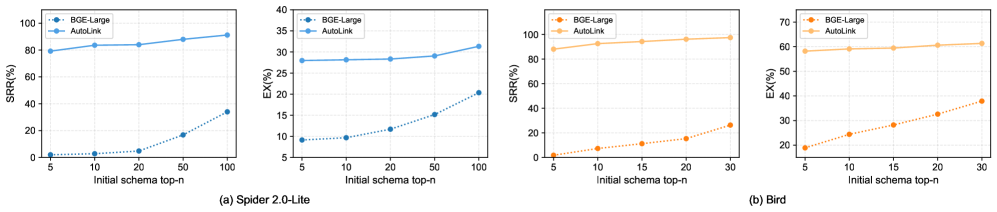 BGE-Large
AutoLink
SRR(%)
100
80
60
40
20
0
5
10
20
50
100
Initial schema top-n
BGE-Large
AutoLink
EX(%)
40
35
30
25
20
15
10
5
5
10
20
50
100
Initial schema top-n
(a) Spider 2.0-Lite
BGE-Large
AutoLink
SRR(%)
100
80
60
40
20
0
5
10
15
20
30
Initial schema top-n
BGE-Large
AutoLink
EX(%)
70
60
50
40
30
20
5
10
15
20
30
Initial schema top-n
(b) Bird